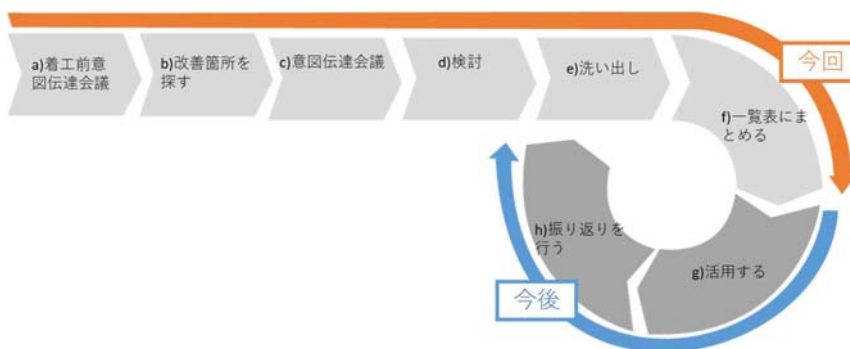 a)着工前意
図伝達会議
b)改善箇所を
探す
c)意図伝達会議
d)検討
e)洗い出し
今回
f)一覧表にま
とめる
h)振り返りを
行う
g)活用する
今後